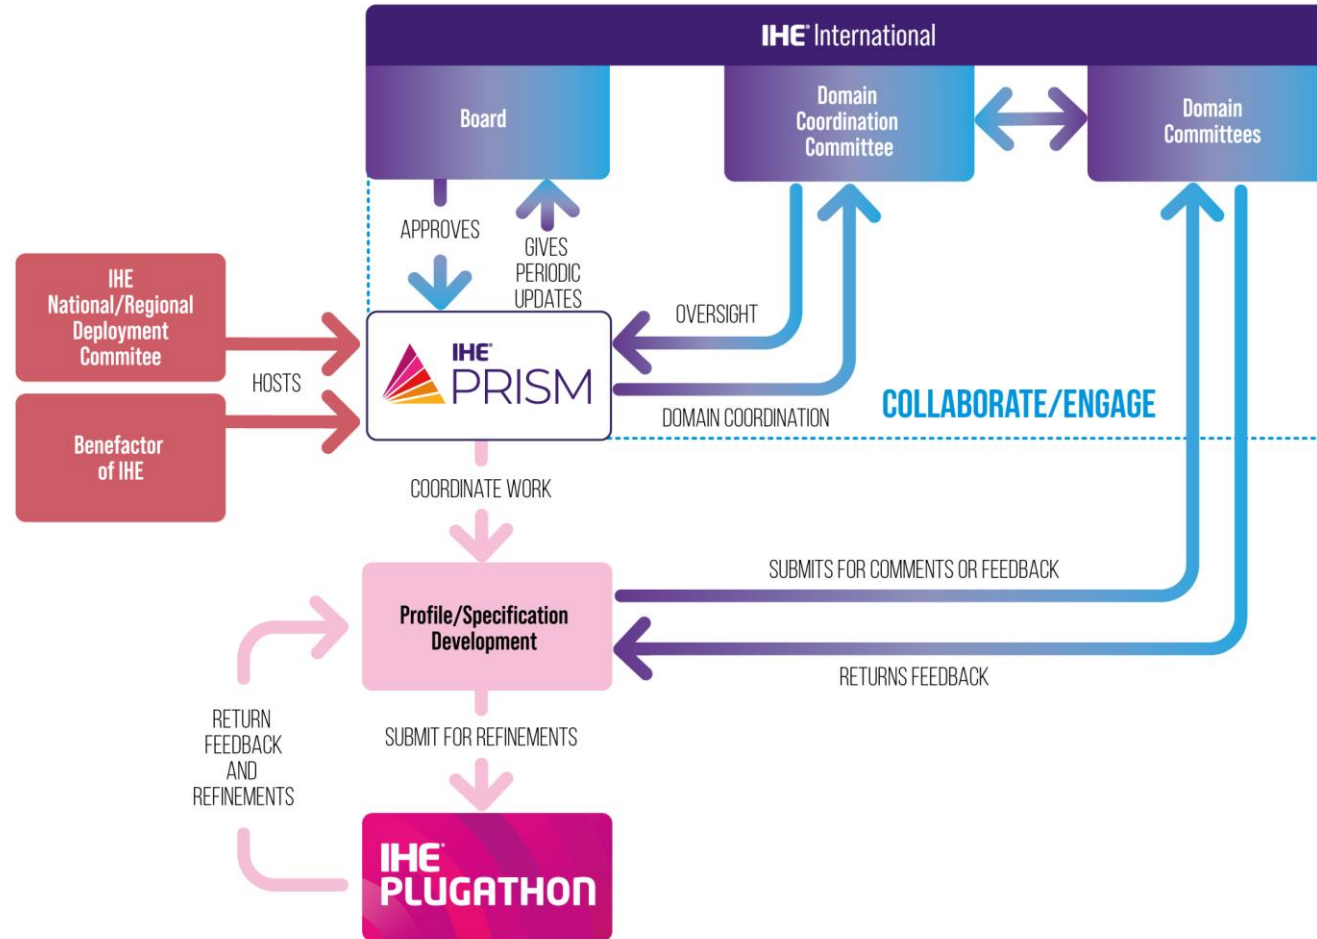 IHE® International
Board
Domain
Coordination
Committee
Domain
Committees
APPROVES
GIVES
PERIODIC
UPDATES
IHE
National/Regional
Deployment
Commitee
HOSTS
Benefactor
of IHE
IHE®
PRISM
OVERSIGHT
DOMAIN COORDINATION
COLLABORATE/ENGAGE
COORDINATE WORK
Profile/Specification
Development
SUBMITS FOR COMMENTS OR FEEDBACK
RETURNS FEEDBACK
RETURN
FEEDBACK
AND
REFINEMENTS
SUBMIT FOR REFINEMENTS
IHE®
PLUGATHON